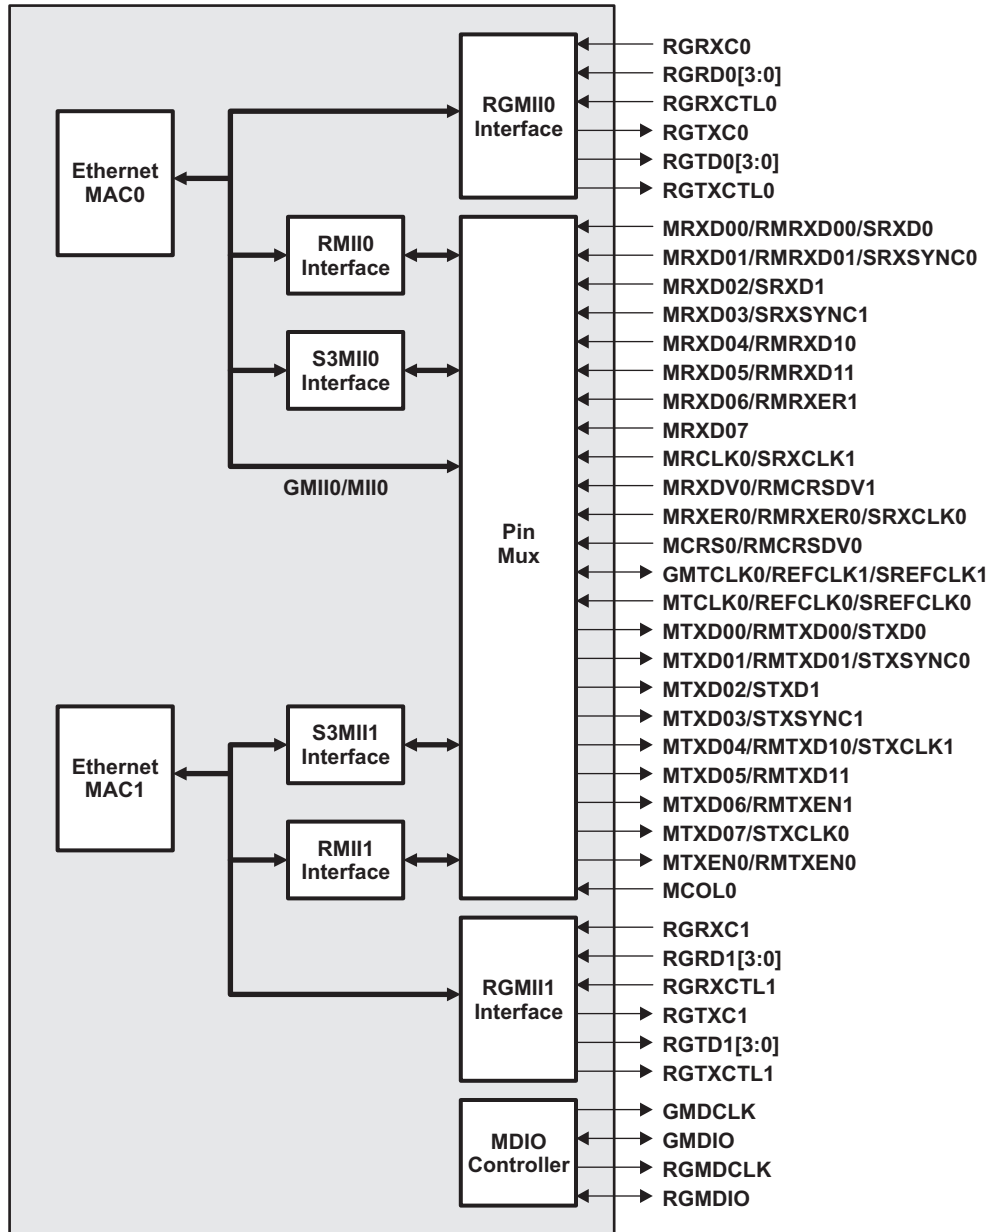 Ethernet
MAC0
RGMII0
Interface
RGRXC0
RGRD0[3:0]
RGRXCTL0
RGTXC0
RGTD0[3:0]
RGTXCTL0
RMII0
Interface
S3MII0
Interface
GMII0/MII0
Pin
Mux
MRXD00/RMRXD00/SRXD0
MRXD01/RMRXD01/SRXSYNC0
MRXD02/SRXD1
MRXD03/SRXSYNC1
MRXD04/RMRXD10
MRXD05/RMRXD11
MRXD06/RMRXER1
MRXD07
MRCLK0/SRXCLK1
MRXDV0/RMCRSDV1
MRXER0/RMRXER0/SRXCLK0
MCRS0/RMCRSDV0
GMTCLK0/REFCLK1/SREFCLK1
MTCLK0/REFCLK0/SREFCLK0
MTXD00/RMTXD00/STXD0
MTXD01/RMTXD01/STXSYNC0
MTXD02/STXD1
MTXD03/STXSYNC1
MTXD04/RMTXD10/STXCLK1
MTXD05/RMTXD11
MTXD06/RMTXEN1
MTXD07/STXCLK0
MTXEN0/RMTXEN0
MCOL0
Ethernet
MAC1
S3MII1
Interface
RMII1
Interface
RGMII1
Interface
RGRXC1
RGRD1[3:0]
RGRXCTL1
RGTXC1
RGTD1[3:0]
RGTXCTL1
MDIO
Controller
GMDCLK
GMDIO
RGMDCLK
RGMDIO